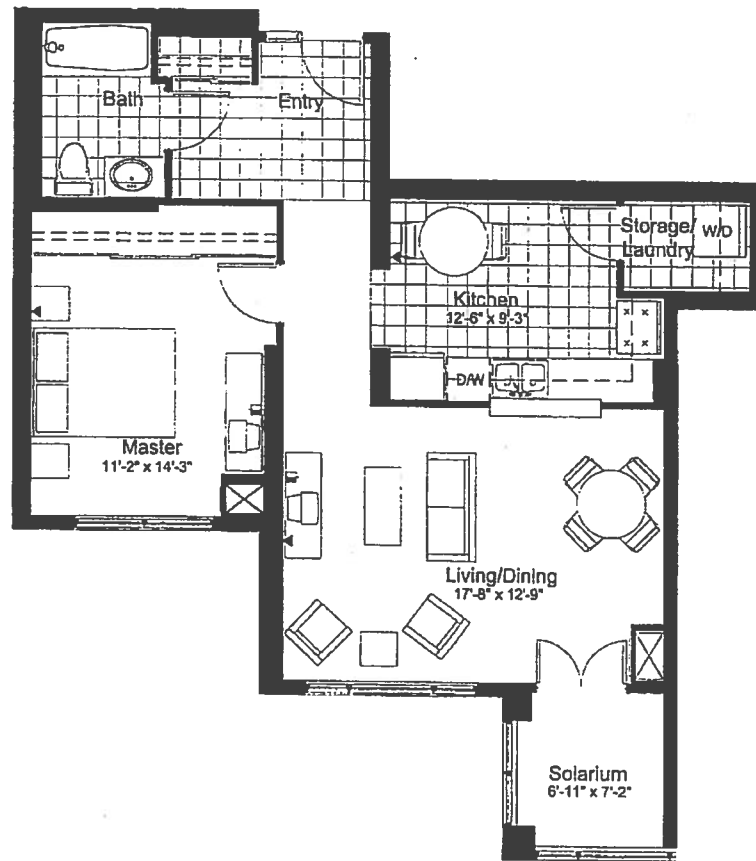 Bath
Entry
Storage/
Laundry
W/D
Kitchen
12'-6" x 9'-3"
D/W
Master
11'-2" x 14'-3"
Living/Dining
17'-8" x 12'-9"
Solarium
6'-11" x 7'-2"